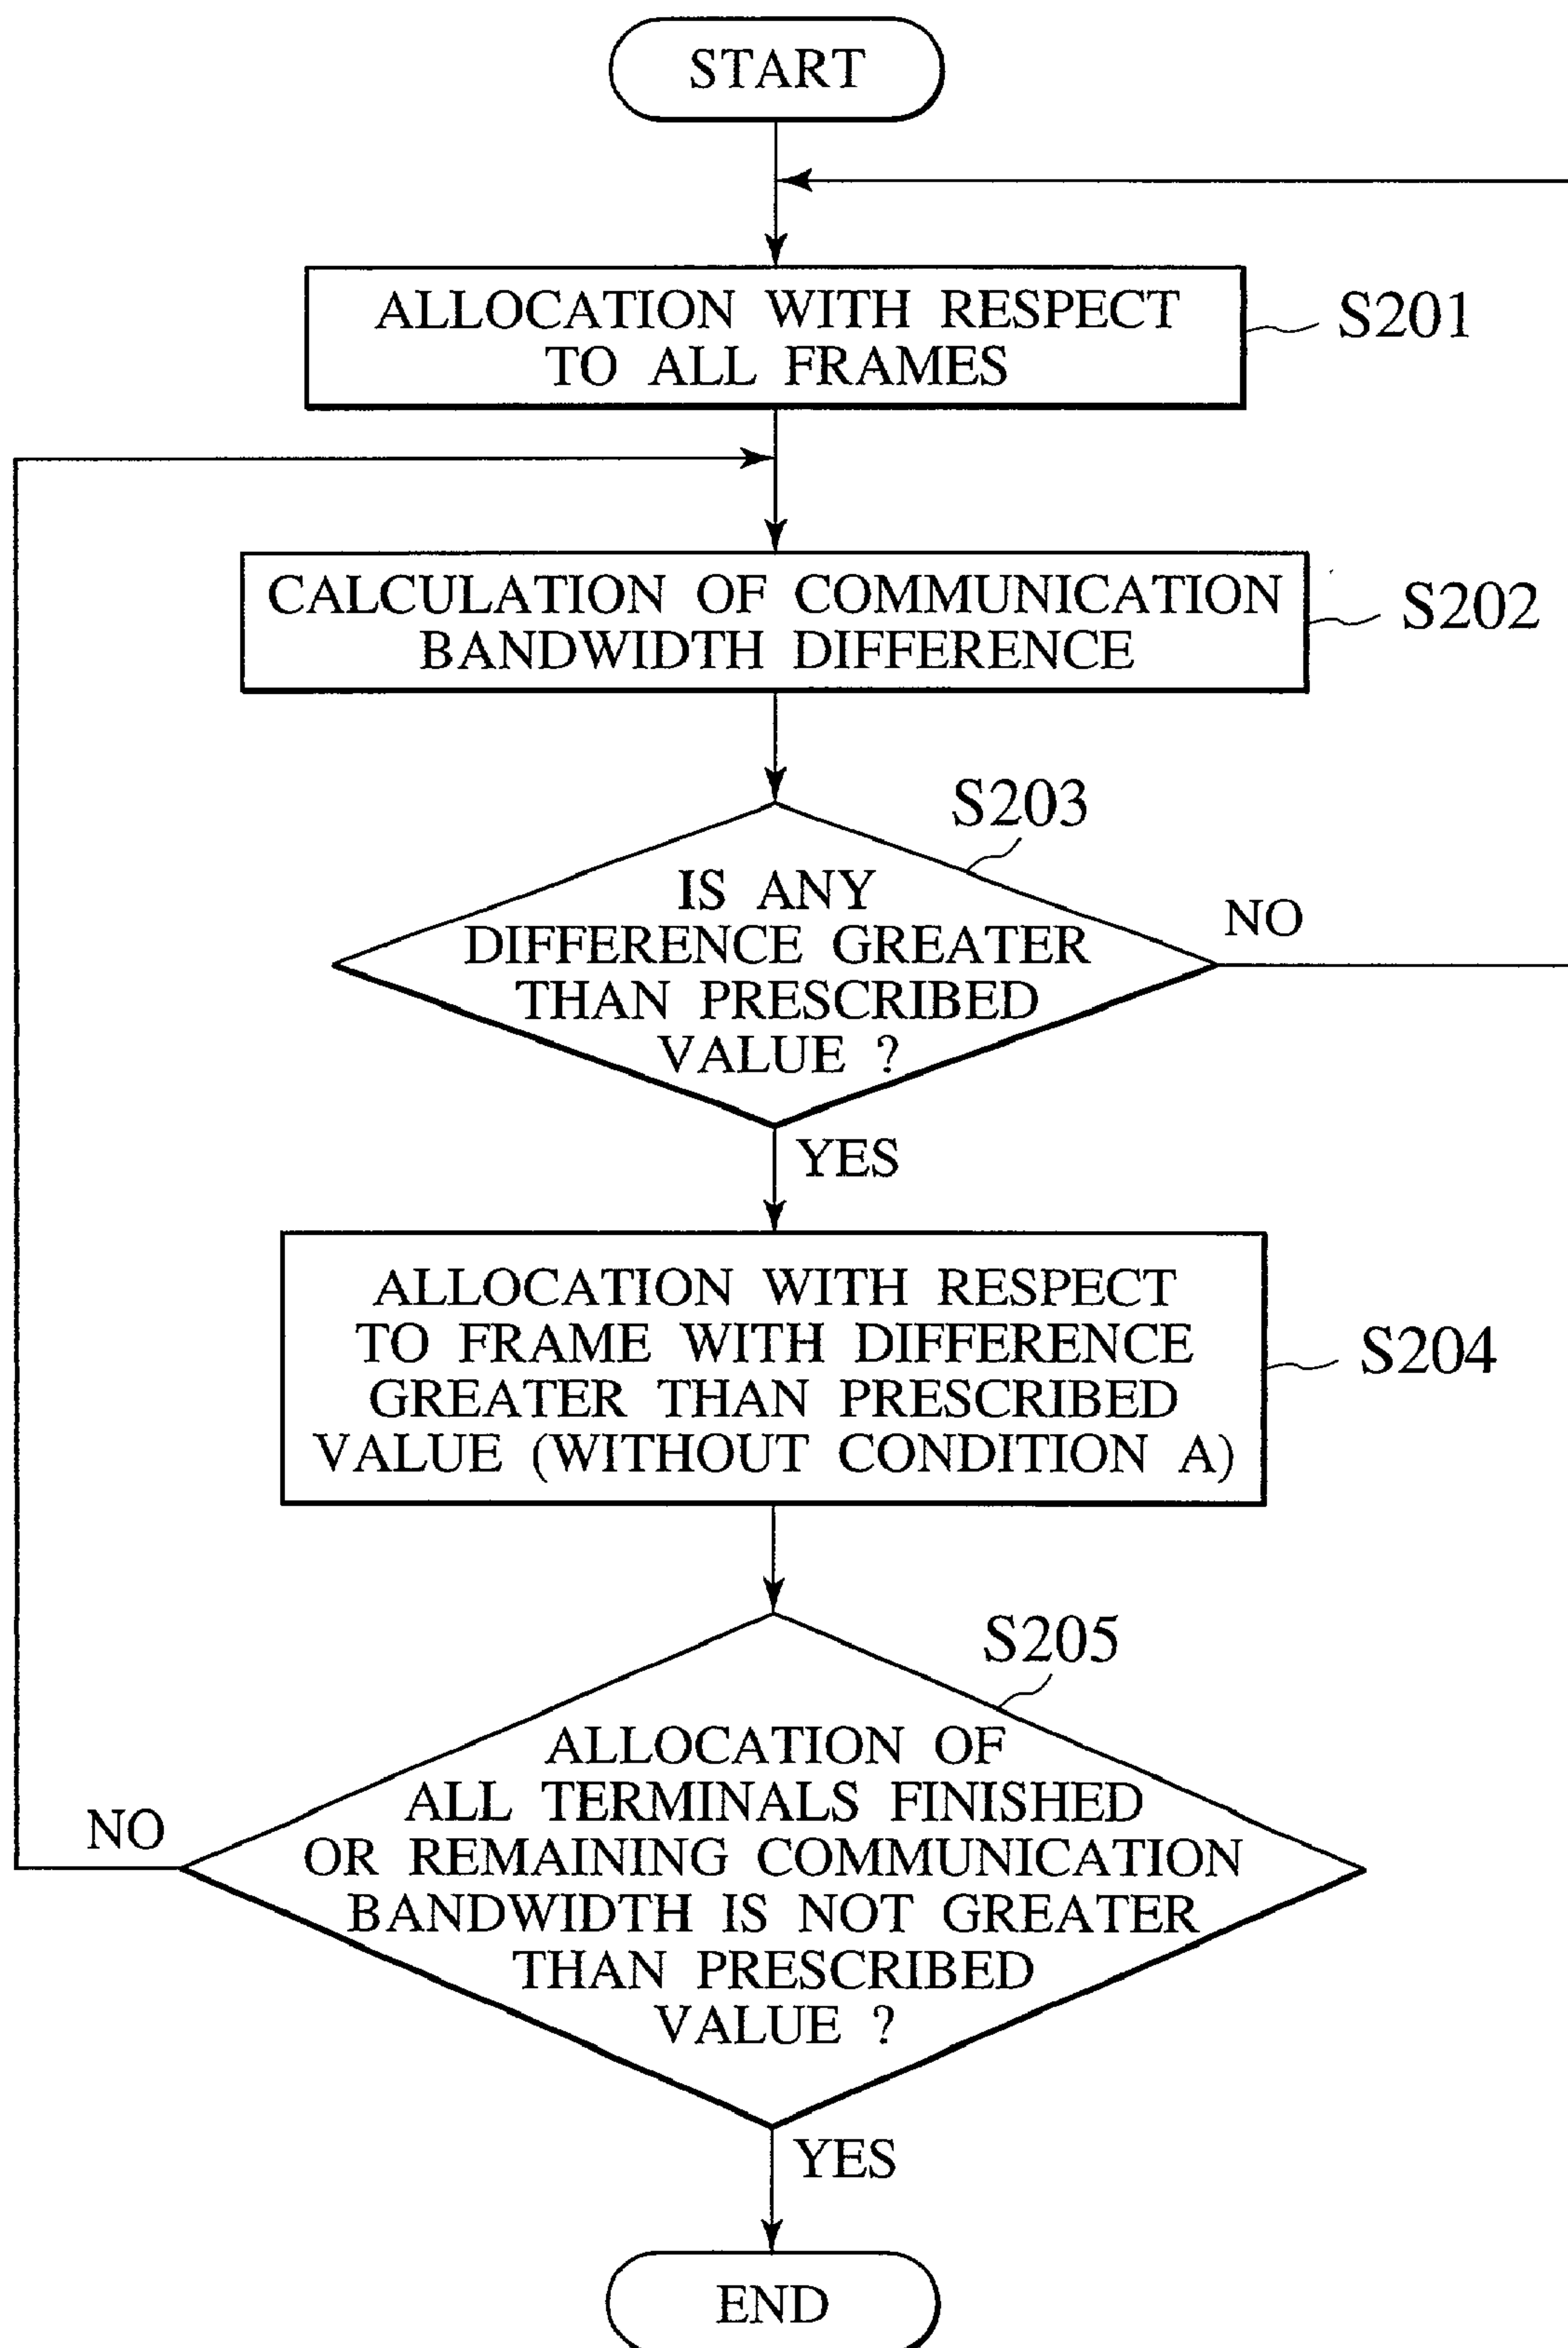 START
ALLOCATION WITH RESPECT
TO ALL FRAMES
S201
CALCULATION OF COMMUNICATION
BANDWIDTH DIFFERENCE
S202
S203
IS ANY
DIFFERENCE GREATER
THAN PRESCRIBED
VALUE ?
NO
YES
ALLOCATION WITH RESPECT
TO FRAME WITH DIFFERENCE
GREATER THAN PRESCRIBED
VALUE (WITHOUT CONDITION A)
S204
S205
ALLOCATION OF
ALL TERMINALS FINISHED
OR REMAINING COMMUNICATION
BANDWIDTH IS NOT GREATER
THAN PRESCRIBED
VALUE ?
NO
YES
END